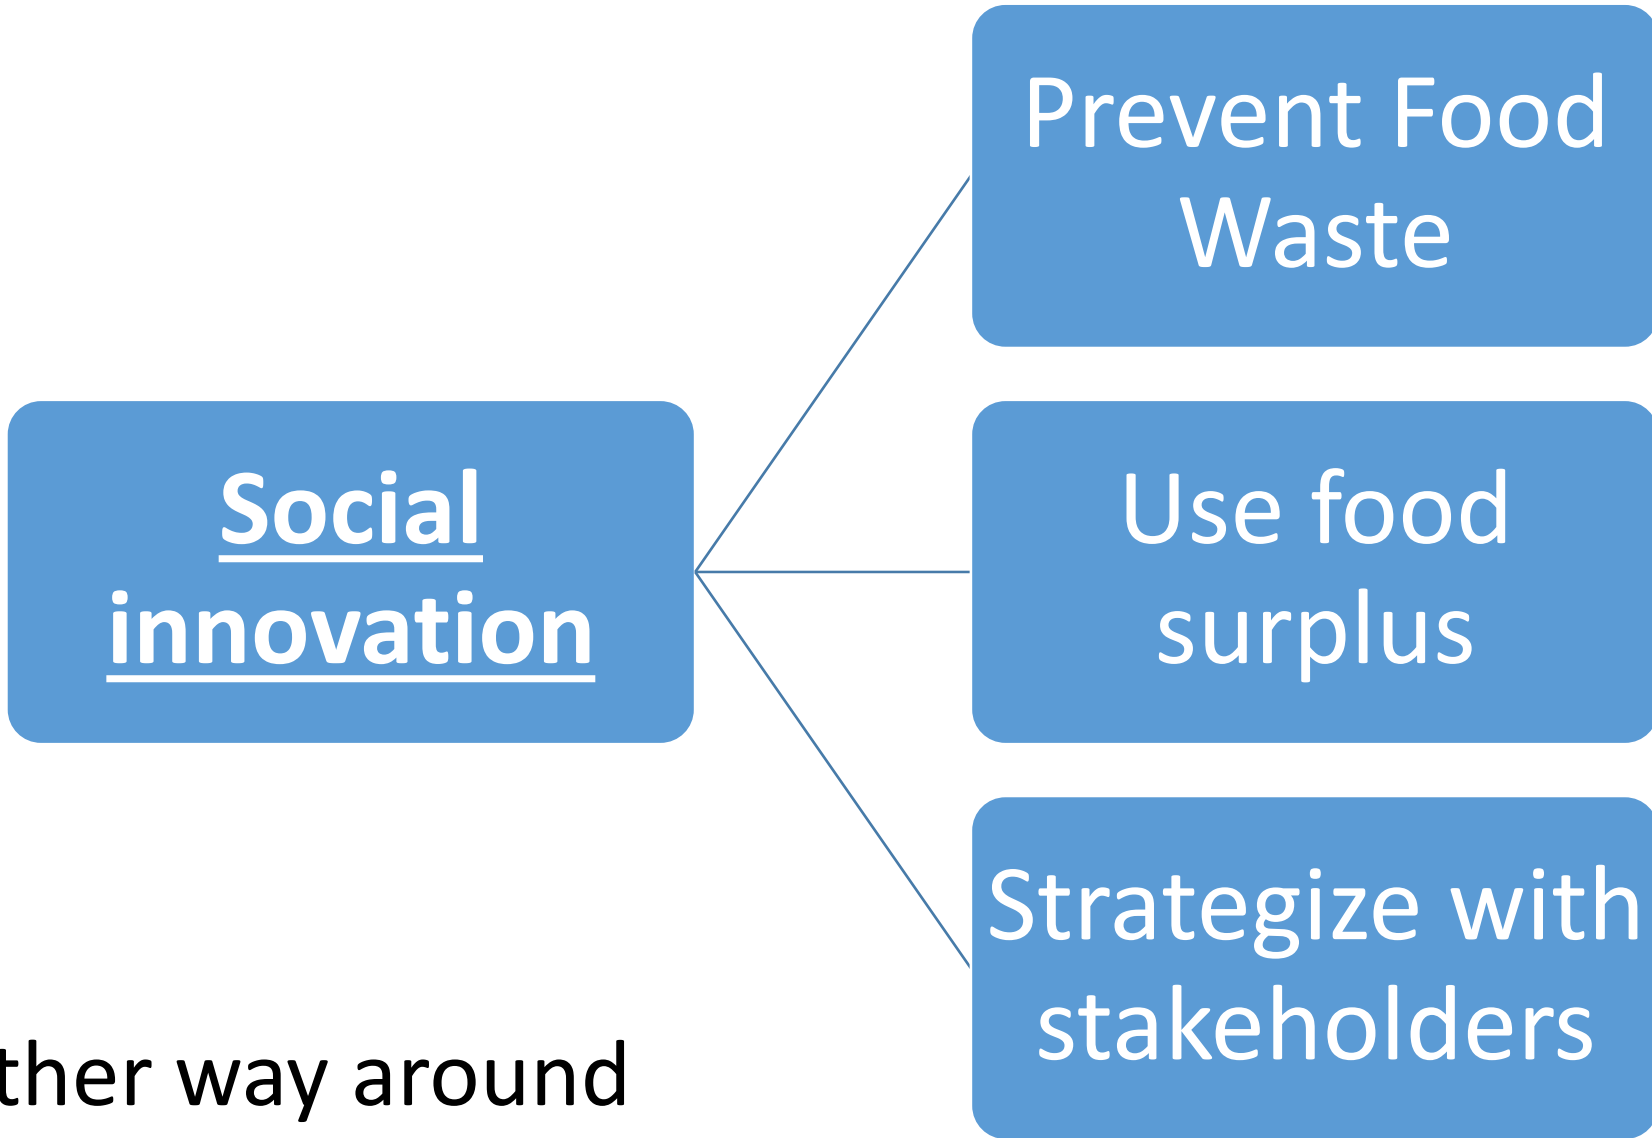 Prevent Food
Waste
Social
innovation
Use food
surplus
Strategize with
stakeholders
ther way around